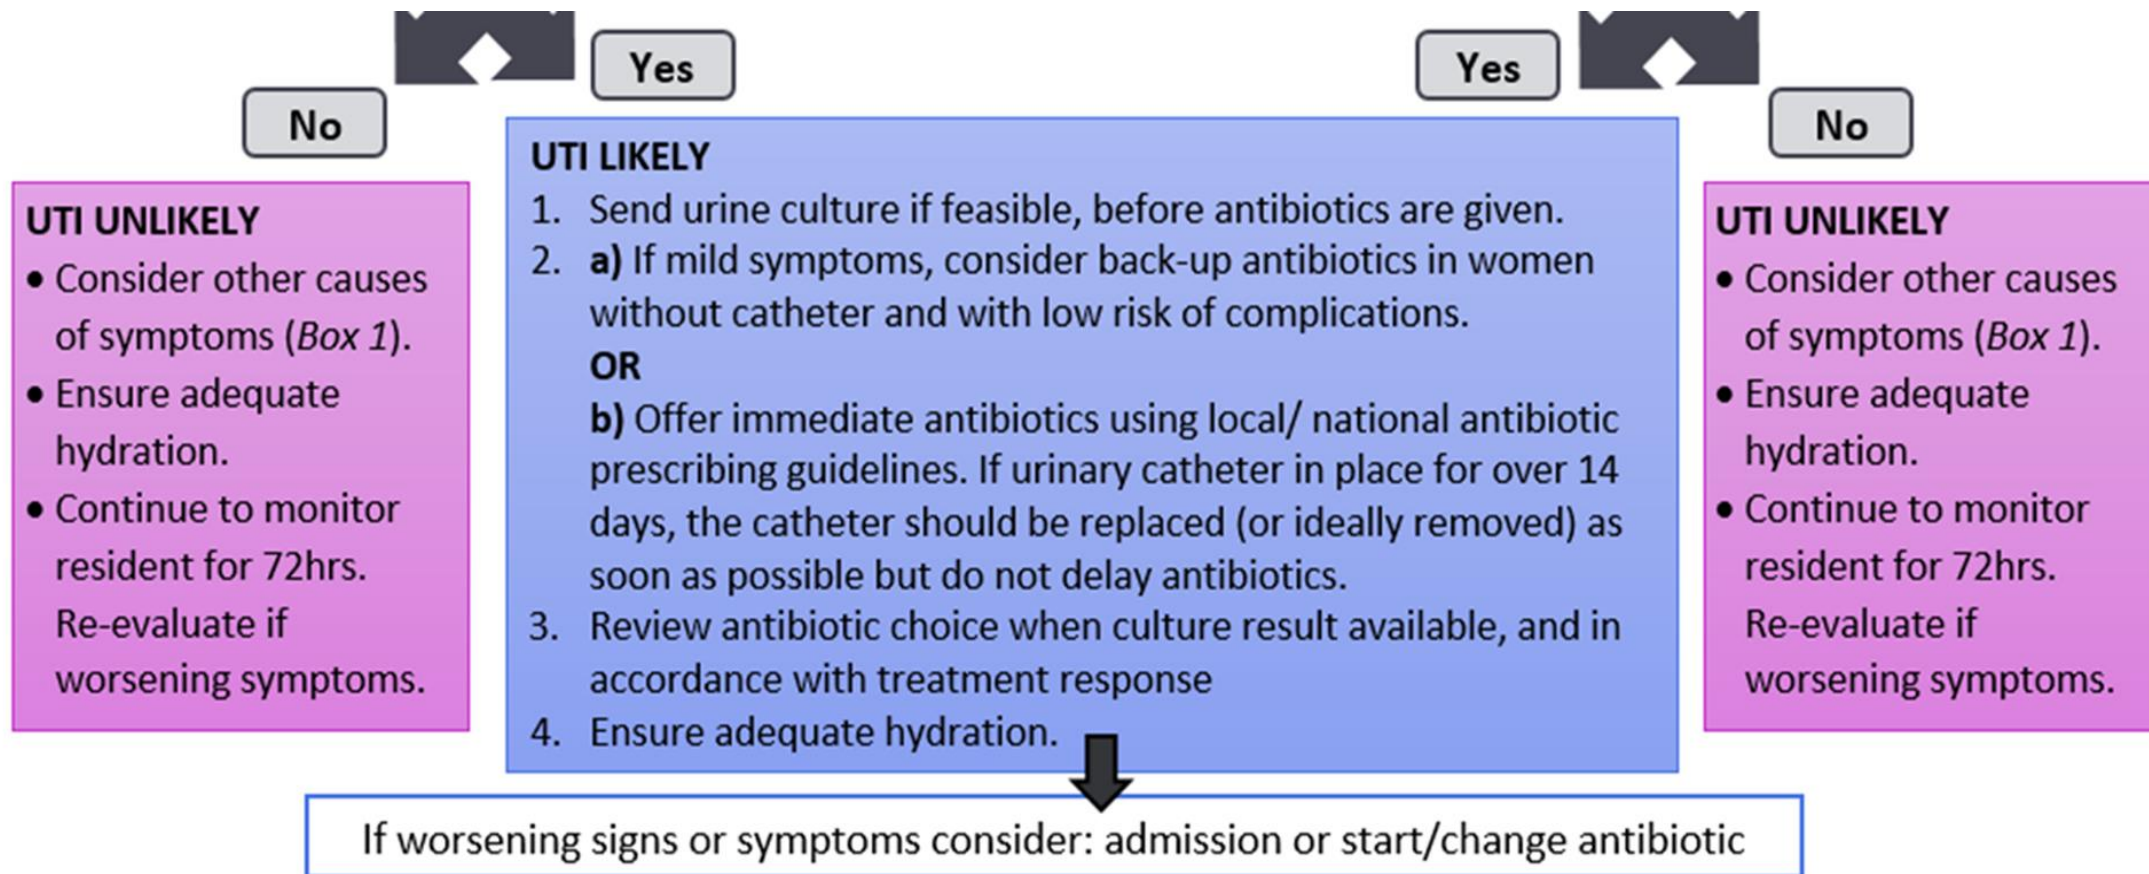 Yes
Yes
No
No
UTI UNLIKELY
• Consider other causes
of symptoms (Box 1).
• Ensure adequate
hydration.
• Continue to monitor
resident for 72hrs.
Re-evaluate if
worsening symptoms.
UTI LIKELY
1. Send urine culture if feasible, before antibiotics are given.
2. a) If mild symptoms, consider back-up antibiotics in women
without catheter and with low risk of complications.
OR
b) Offer immediate antibiotics using local/ national antibiotic
prescribing guidelines. If urinary catheter in place for over 14
days, the catheter should be replaced (or ideally removed) as
soon as possible but do not delay antibiotics.
3. Review antibiotic choice when culture result available, and in
accordance with treatment response
4. Ensure adequate hydration.
UTI UNLIKELY
• Consider other causes
of symptoms (Box 1).
• Ensure adequate
hydration.
• Continue to monitor
resident for 72hrs.
Re-evaluate if
worsening symptoms.
If worsening signs or symptoms consider: admission or start/change antibiotic